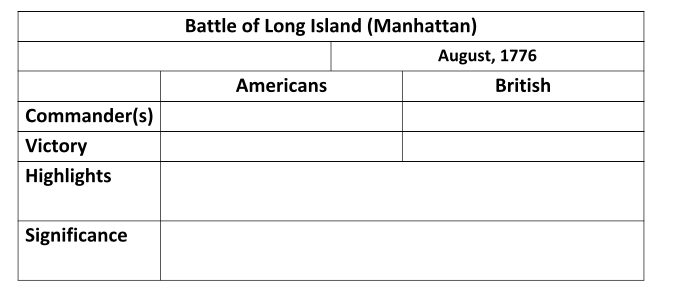 Battle of Long Island (Manhattan)
August, 1776
Americans British
Commander(s)
Victory
Highlights
Significance